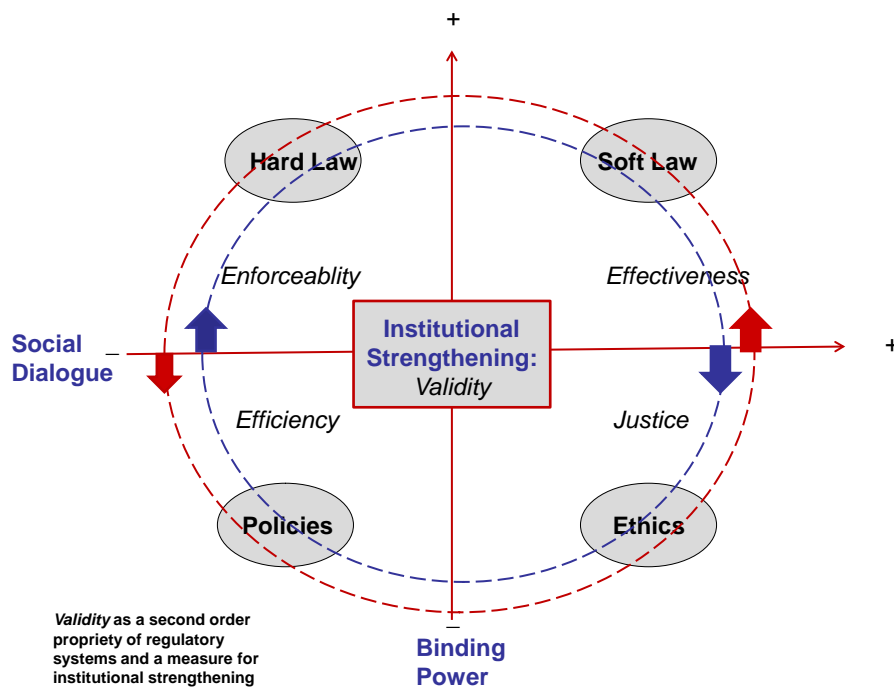 +
Hard Law
Soft Law
Enforceablity
Effectiveness
Social
Dialogue
–
Institutional
Strengthening:
Validity
+
Efficiency
Justice
Policies
Ethics
Validity as a second order
propriety of regulatory
systems and a measure for
institutional strengthening
–
Binding
Power